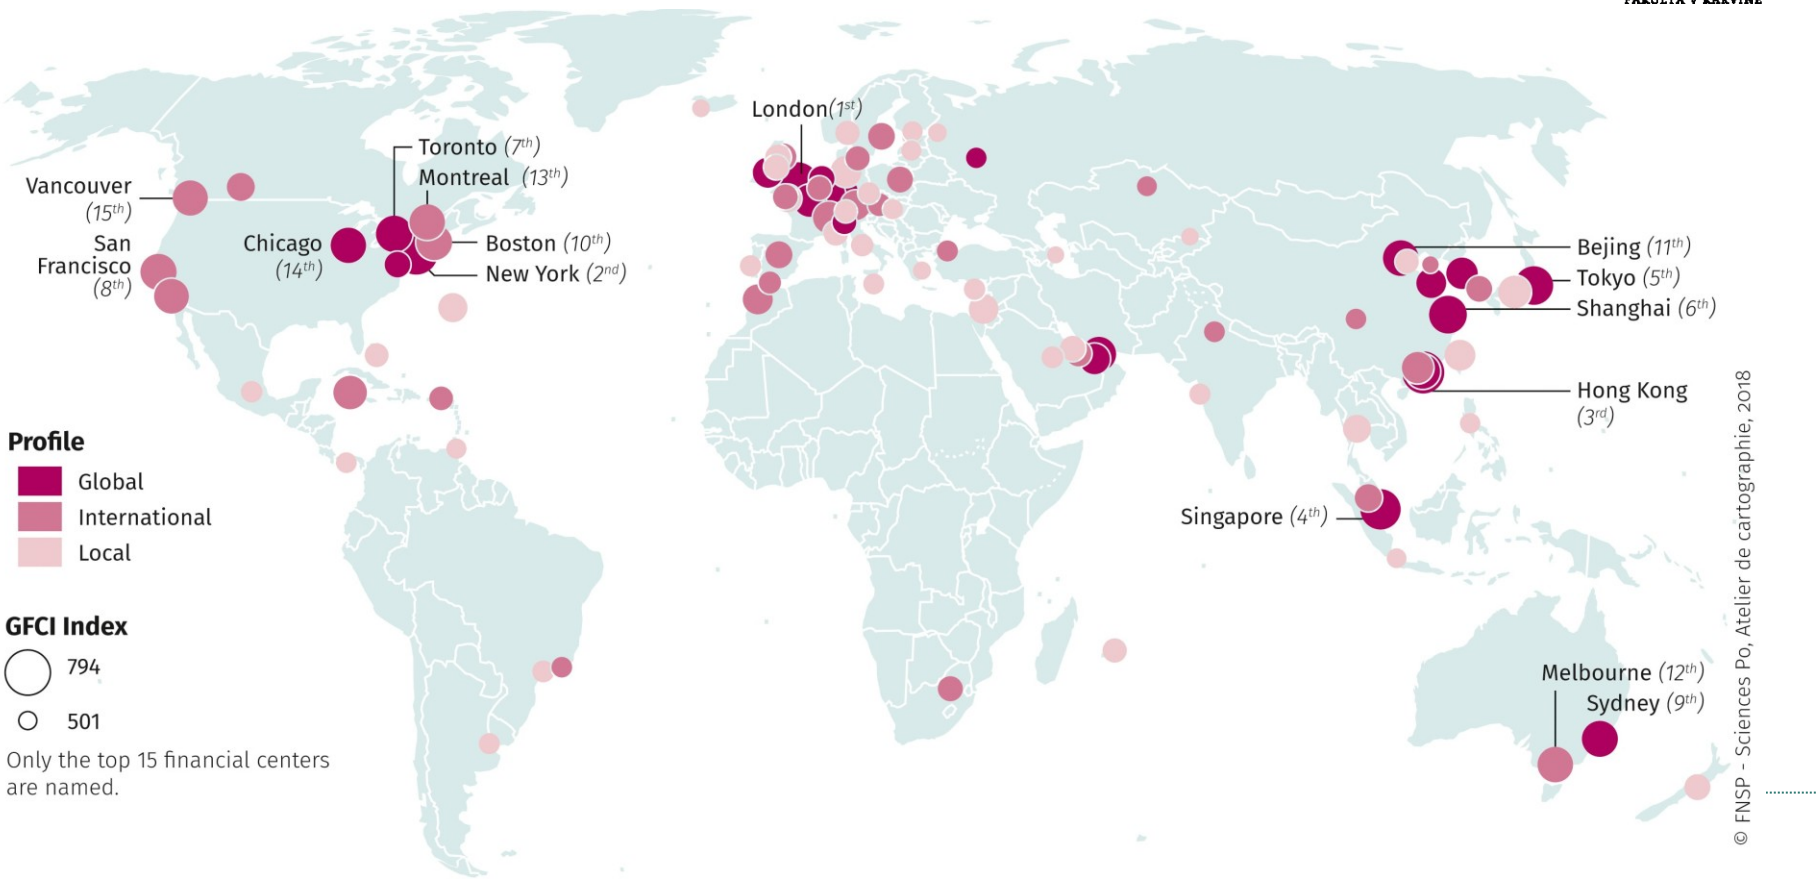 London(1st)
Toronto (7th)
Montreal (13th)
Vancouver
(15th)
San
Francisco
(8th)
Chicago
(14th)
Boston (10th)
New York (2nd)
Bejing (11th)
Tokyo (5th)
Shanghai (6th)
Hong Kong
(3rd)
Singapore (4th)
Melbourne (12th)
Sydney (9th)
Profile
Global
International
Local
GFCI Index
794
501
Only the top 15 financial centers
are named.
© FNSP - Sciences Po, Atelier de cartographie, 2018